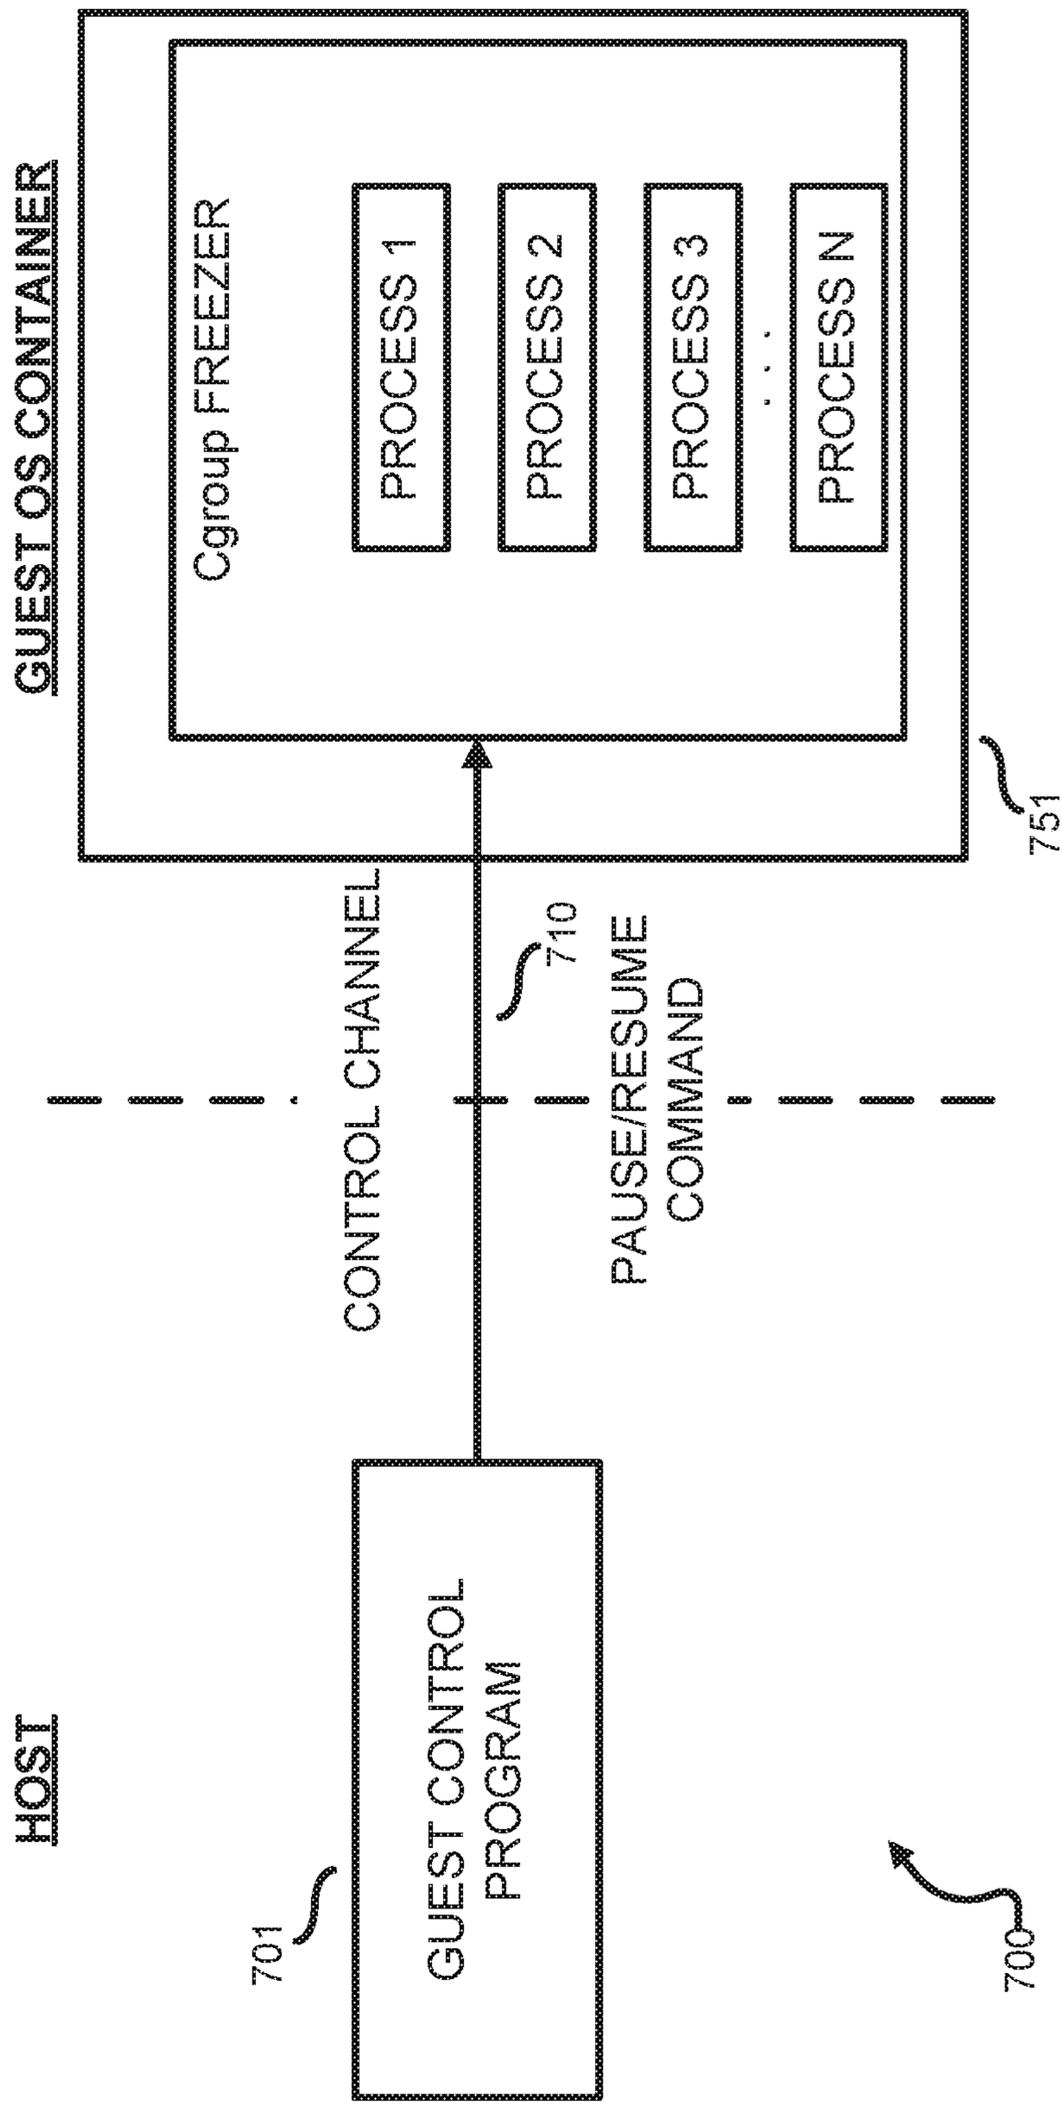 HOST
GUEST OS CONTAINER
701
GUEST CONTROL
PROGRAM
CONTROL CHANNEL
710
PAUSE/RESUME
COMMAND
Cgroup FREEZER
PROCESS 1
PROCESS 2
PROCESS 3
. . .
PROCESS N
751
700